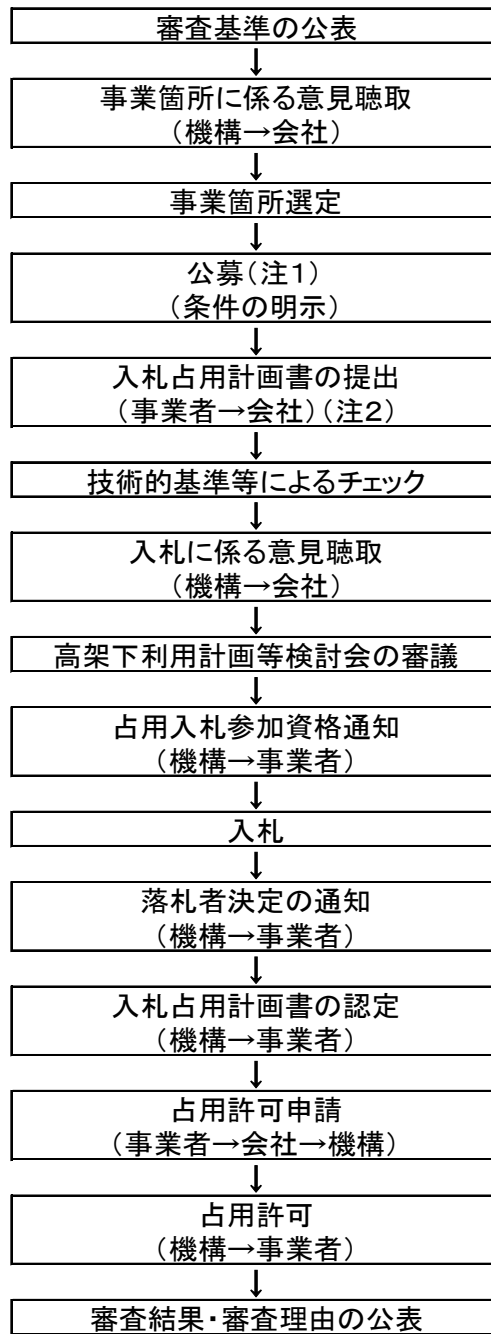 審査基準の公表
↓
事業箇所に係る意見聴取
（機構→会社）
↓
事業箇所選定
↓
公募（注１）
（条件の明示）
↓
入札占用計画書の提出
（事業者→会社）（注２）
↓
技術的基準等によるチェック
↓
入札に係る意見聴取
（機構→会社）
↓
高架下利用計画等検討会の審議
↓
占用入札参加資格通知
（機構→事業者）
↓
入札
↓
落札者決定の通知
（機構→事業者）
↓
入札占用計画書の認定
（機構→事業者）
↓
占用許可申請
（事業者→会社→機構）
↓
占用許可
（機構→事業者）
↓
審査結果・審査理由の公表